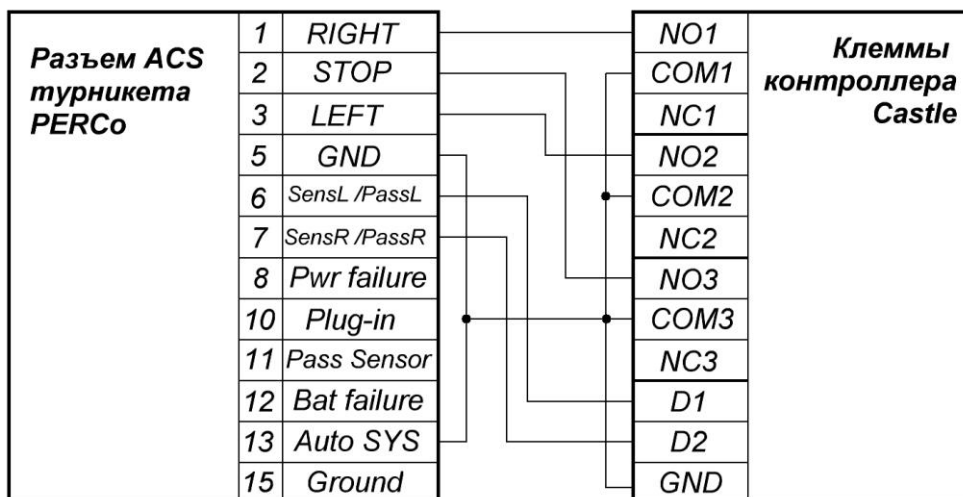 Разъем ACS
турникета
PERCo
1 RIGHT
2 STOP
3 LEFT
5 GND
6 SensL /PassL
7 SensR /PassR
8 Pwr failure
10 Plug-in
11 Pass Sensor
12 Bat failure
13 Auto SYS
15 Ground
NO1
COM1
NC1
NO2
COM2
NC2
NO3
COM3
NC3
D1
D2
GND
Клеммы
контроллера
Castle